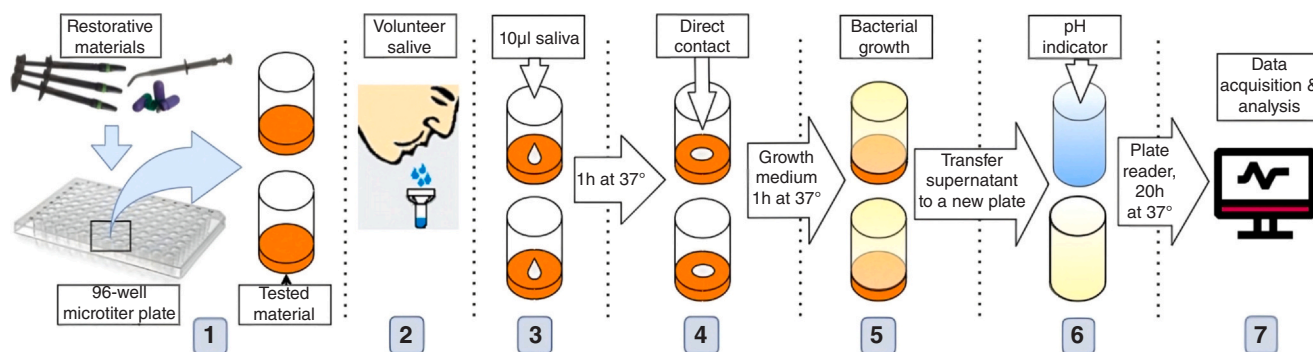 Restorative
materials
96-well
microtiter plate
Tested
material
1
Volunteer
salive
2
10µl saliva
3
1h at 37°
Direct
contact
4
Growth
medium
1h at 37°
Bacterial
growth
5
Transfer
supernatant
to a new plate
pH
indicator
6
Plate
reader,
20h
at 37°
Data
acquisition &
analysis
7